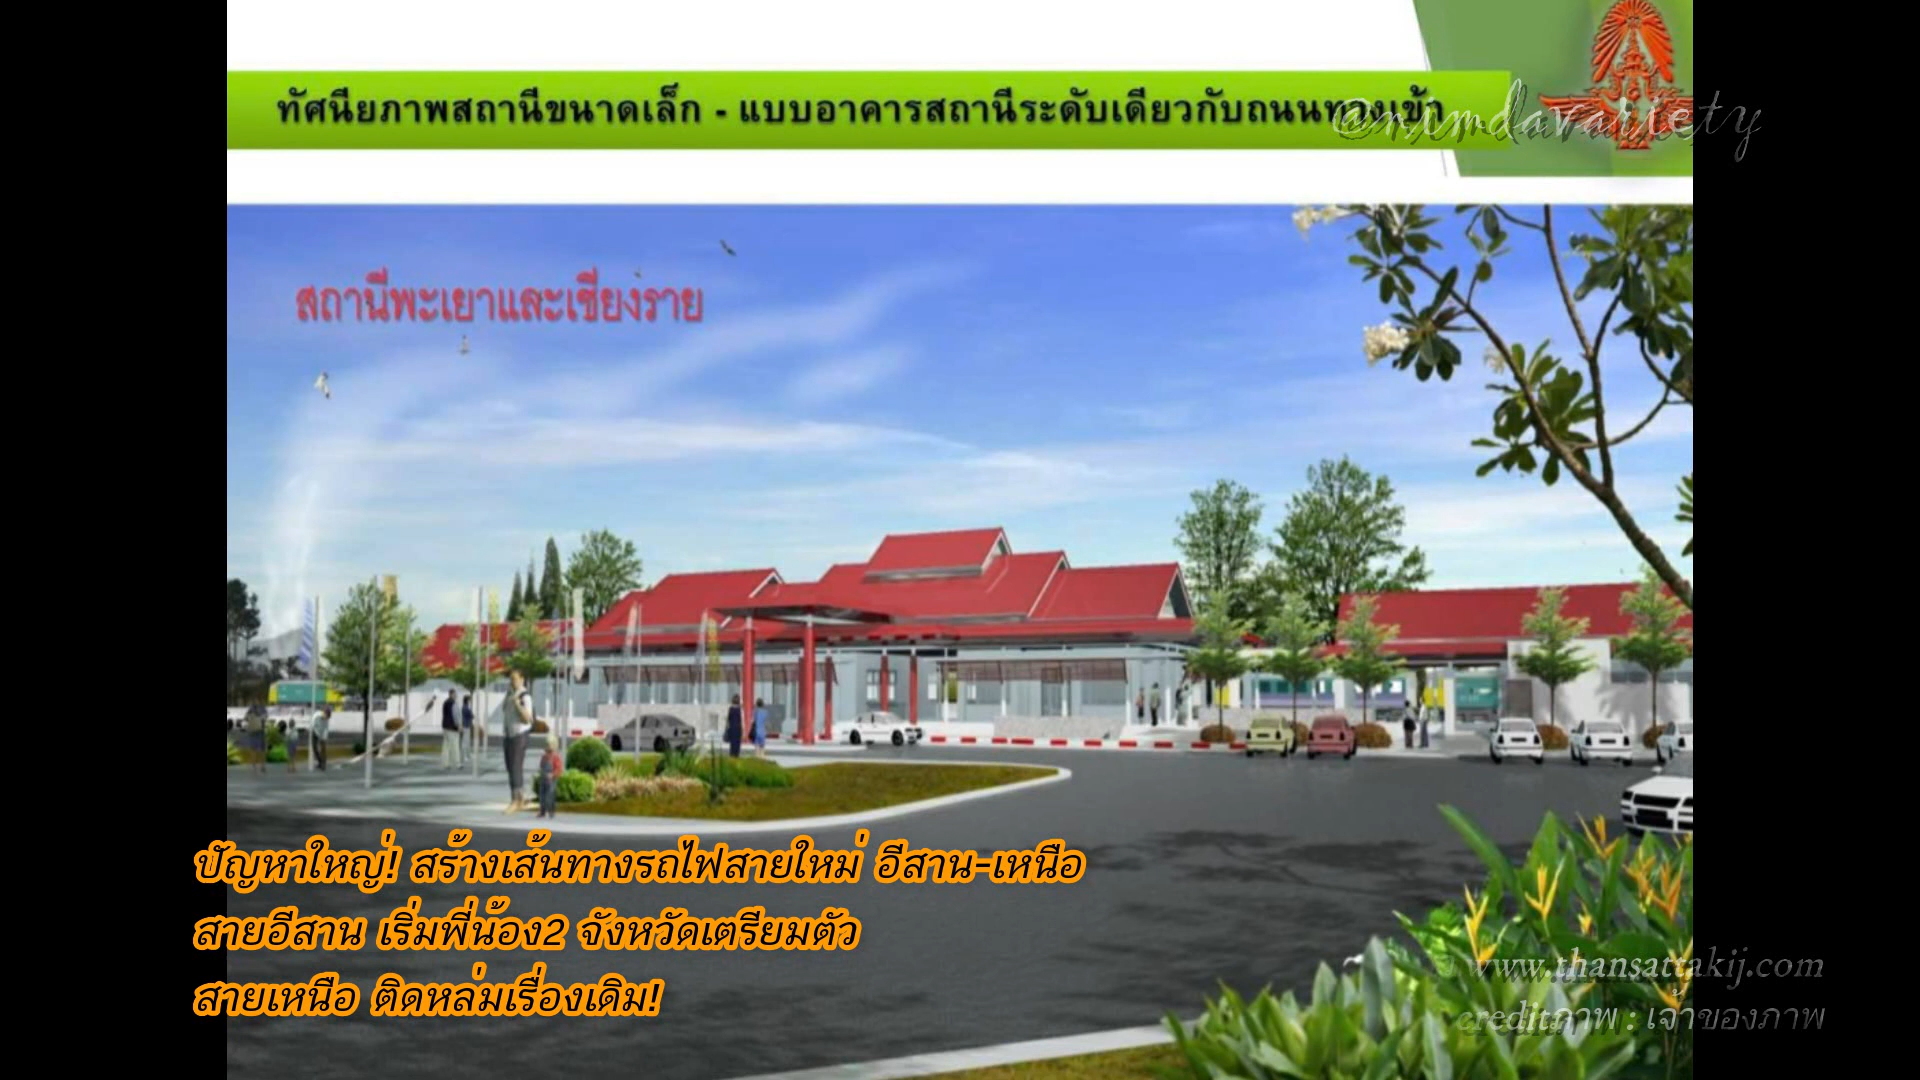 ทัศนียภาพสถานีขนาดเล็ก - แบบอาคารสถานีระดับเดียวกับถนนทางเข้า
@nimdavariety
สถานีพะเยาและเชียงราย
ปัญหาใหญ่! สร้างเส้นทางรถไฟสายใหม่ อีสาน-เหนือ
สายอีสาน เริ่มพี่น้อง2 จังหวัดเตรียมตัว
สายเหนือ ติดหล่มเรื่องเดิม!
www.thansattakij.com
creditภาพ : เจ้าของภาพ